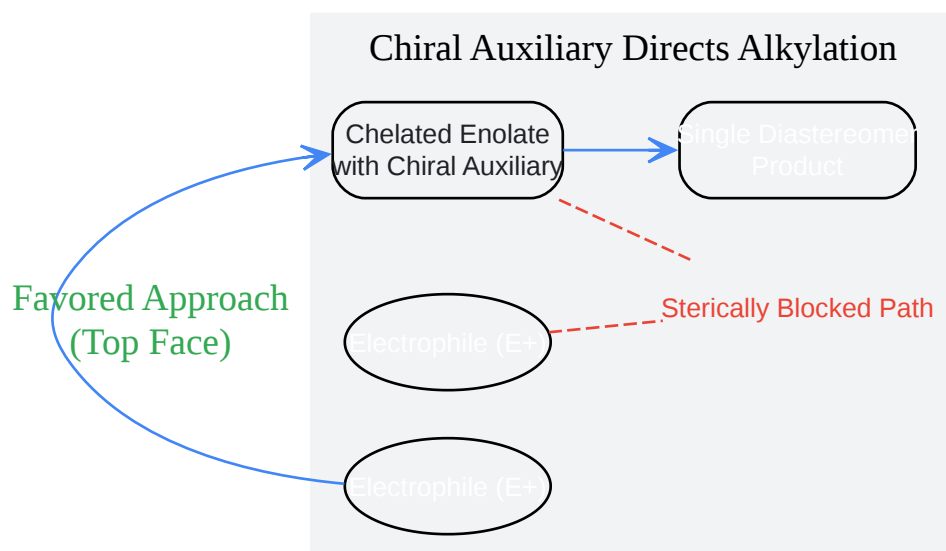 Chiral Auxiliary Directs Alkylation
Chelated Enolate
with Chiral Auxiliary
Single Diastereomer
Product
Favored Approach
(Top Face)
Sterically Blocked Path
Electrophile (E+)
Electrophile (E+)